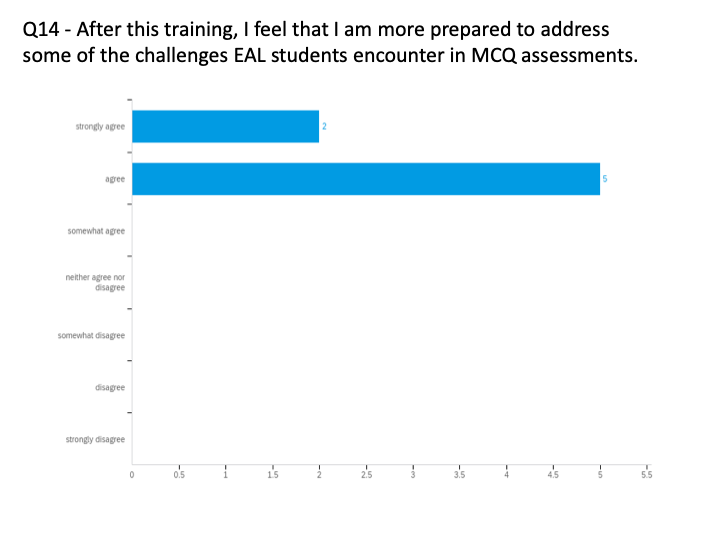 Q14 - After this training, I feel that I am more prepared to address
some of the challenges EAL students encounter in MCQ assessments.
strongly agree
2
agree
5
somewhat agree
neither agree nor
disagree
somewhat disagree
disagree
strongly disagree
0 0.5 1 1.5 2 2.5 3 3.5 4 4.5 5 5.5